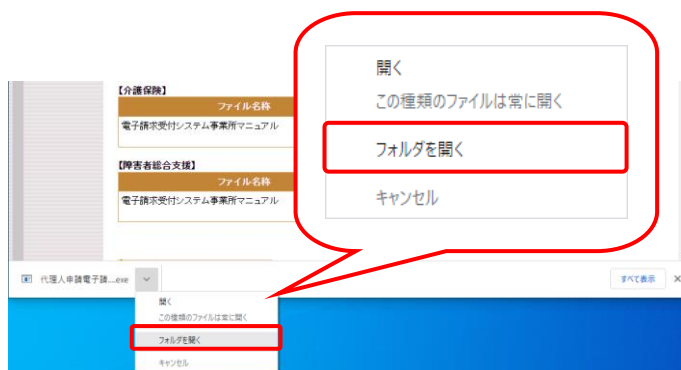 【介護保険】
ファイル名称
電子請求受付システム事業所マニュアル
【障害者総合支援】
ファイル名称
電子請求受付システム事業所マニュアル
開く
この種類のファイルは常に開く
フォルダを開く
キャンセル
代理人申請電子請....exe
すべて表示
開く
この種類のファイルは常に開く
フォルダを開く
キャンセル